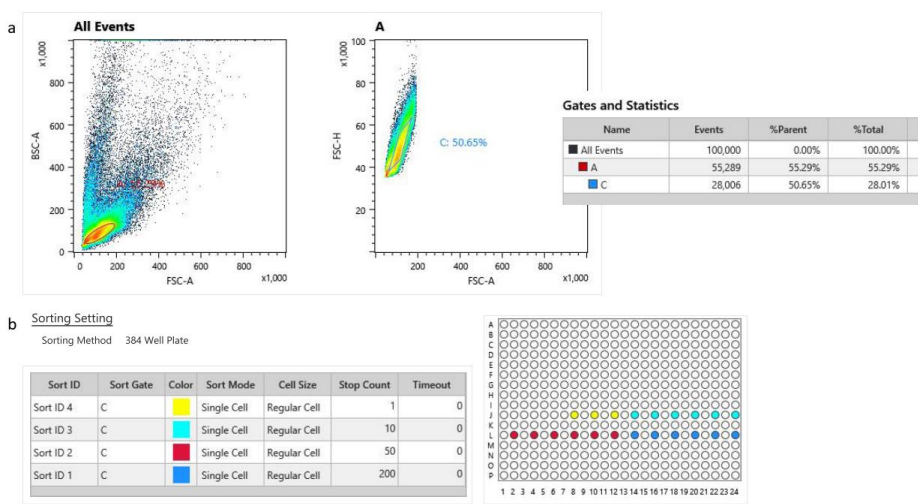 a
All Events
x1,000
800
600
400
200
0
BSC-A
0 200 400 600 800
x1,000
FSC-A
A
x1,000
100
80
60
40
20
FSC-H
C: 50.65%
200 400 600 800
x1,000
FSC-A
Gates and Statistics
Name Events %Parent %Total
All Events 100,000 0.00% 100.00%
A 55,289 55.29% 55.29%
C 28,006 50.65% 28.01%
b
Sorting Setting
Sorting Method 384 Well Plate
Sort ID Sort Gate Color Sort Mode Cell Size Stop Count Timeout
Sort ID 4 C Single Cell Regular Cell 1 0
Sort ID 3 C Single Cell Regular Cell 10 0
Sort ID 2 C Single Cell Regular Cell 50 0
Sort ID 1 C Single Cell Regular Cell 200 0
A
B
C
D
E
F
G
H
I
J
K
L
M
N
O
P
1 2 3 4 5 6 7 8 9 10 11 12 13 14 15 16 17 18 19 20 21 22 23 24